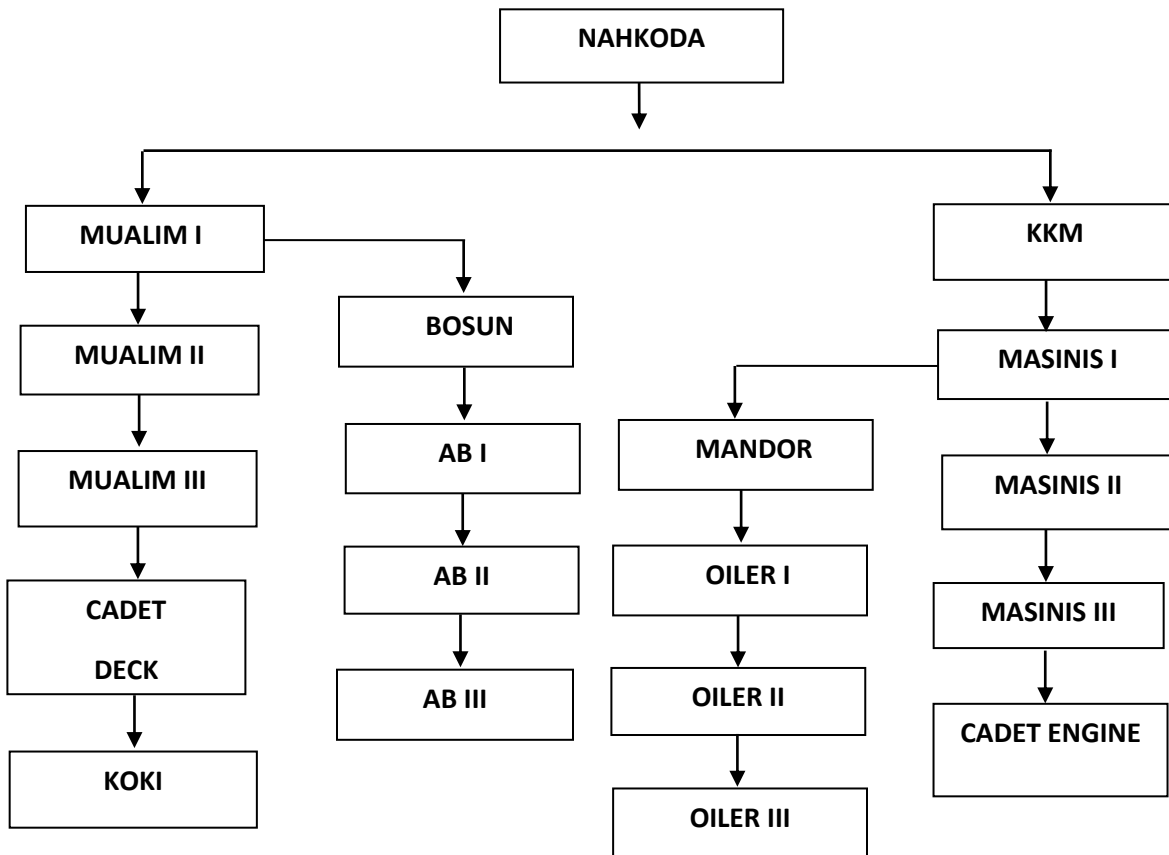 NAHKODA
MUALIM I
KKM
BOSUN
MUALIM II
MASINIS I
AB I
MANDOR
MUALIM III
MASINIS II
AB II
OILER I
CADET
DECK
MASINIS III
AB III
OILER II
CADET ENGINE
KOKI
OILER III